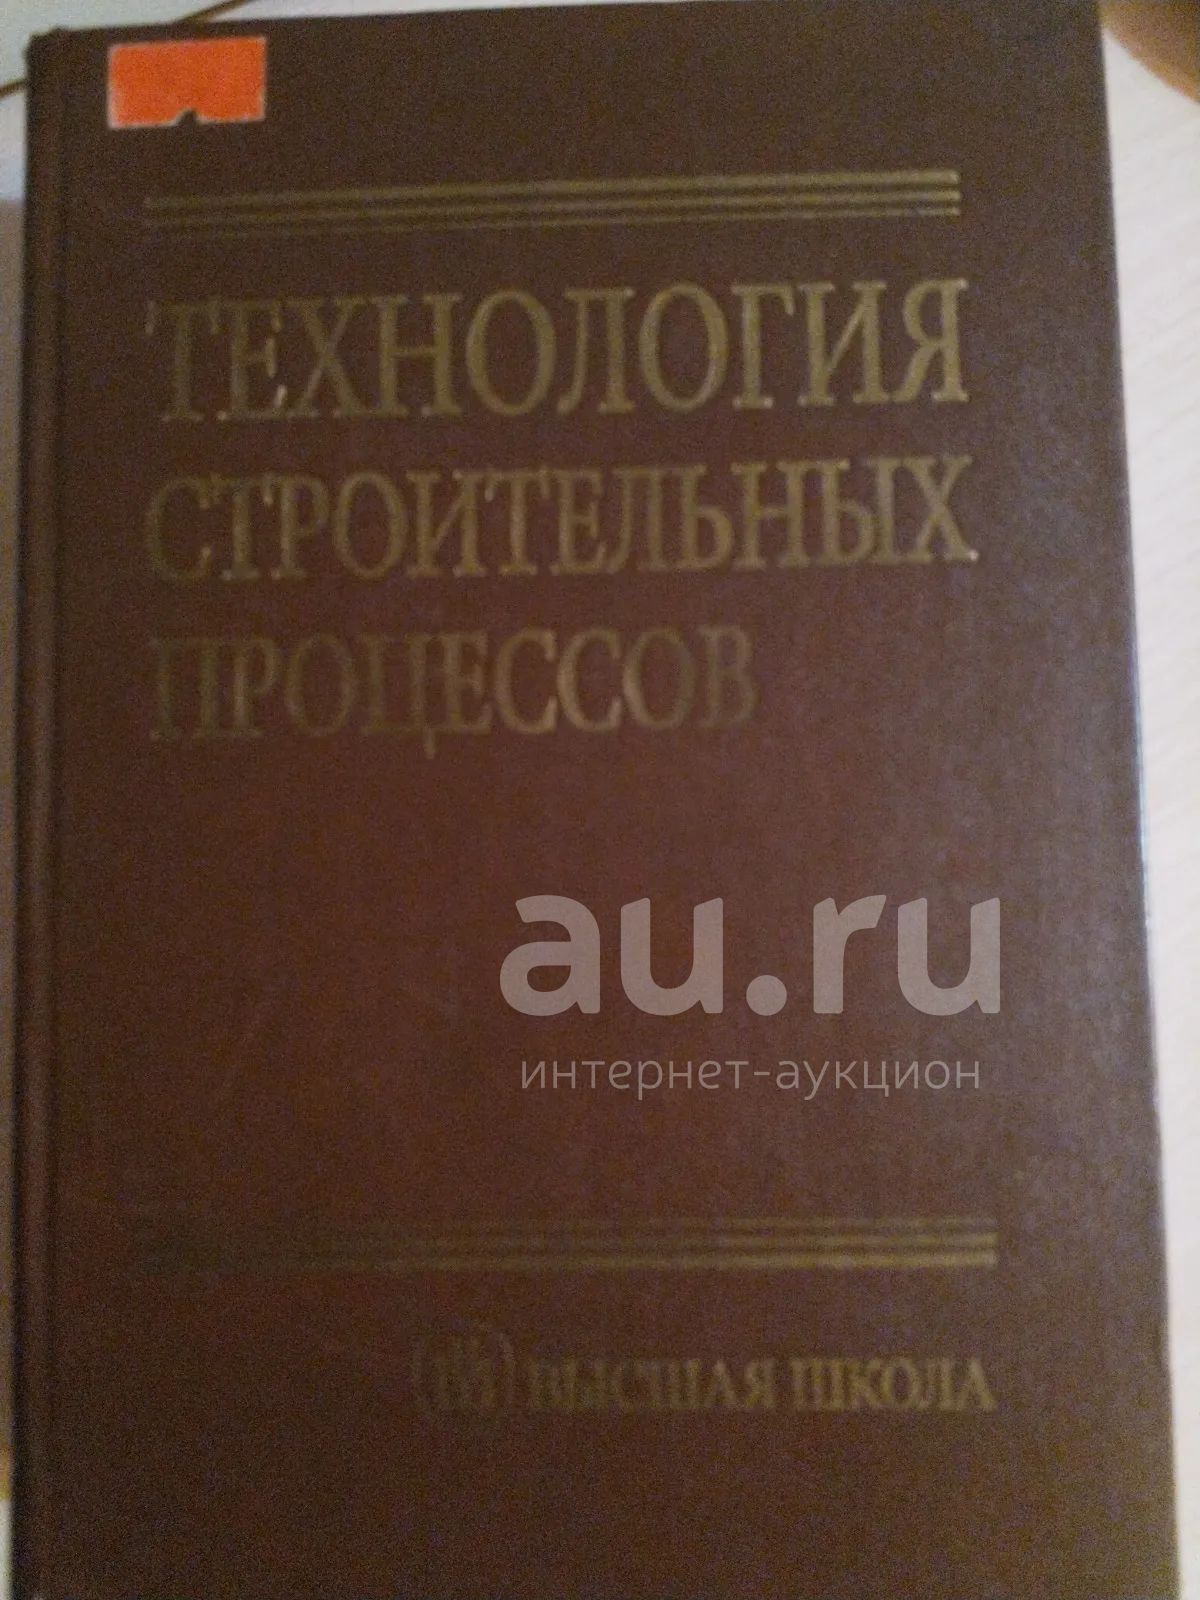 ТЕХНОЛОГИЯ
СТРОИТЕЛЬНЫХ
ПРОЦЕССОВ
au.ru
интернет-аукцион
ВЫСШАЯ ШКОЛА